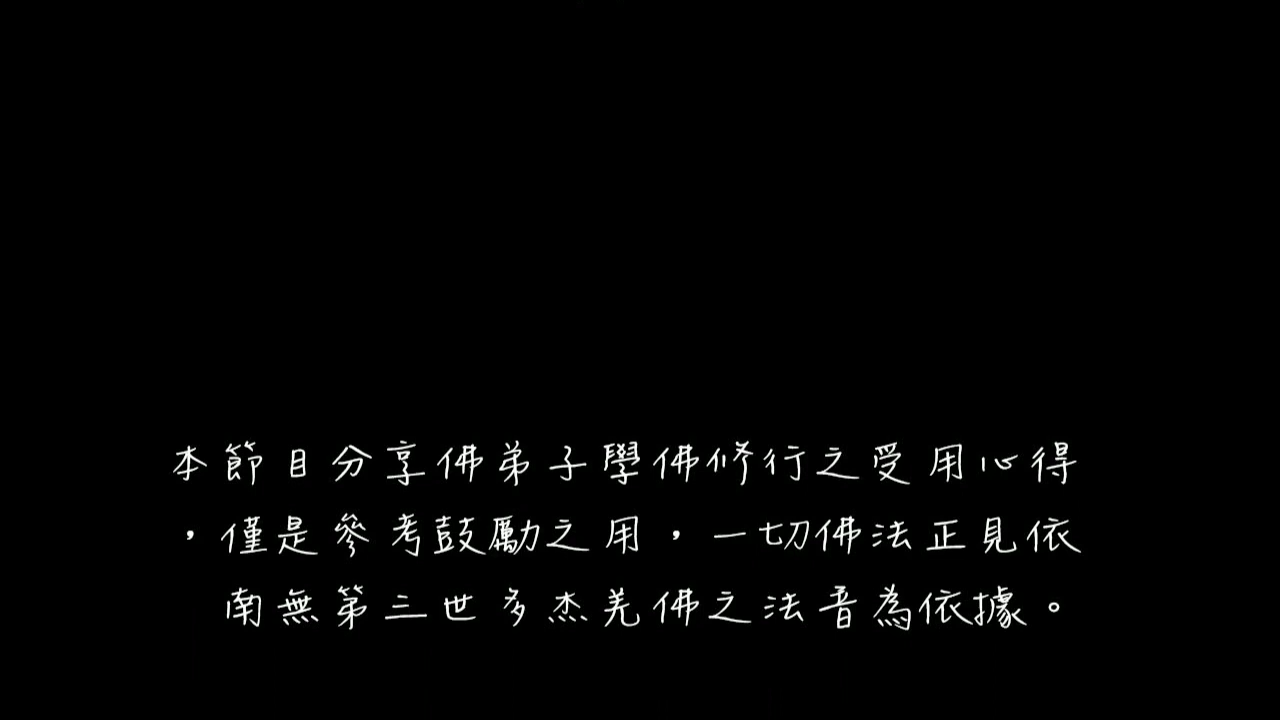 本節目分享佛弟子學佛修行之受用心得
，僅是參考鼓勵之用，一切佛法正見依
南無第三世多杰羌佛之法音為依據。